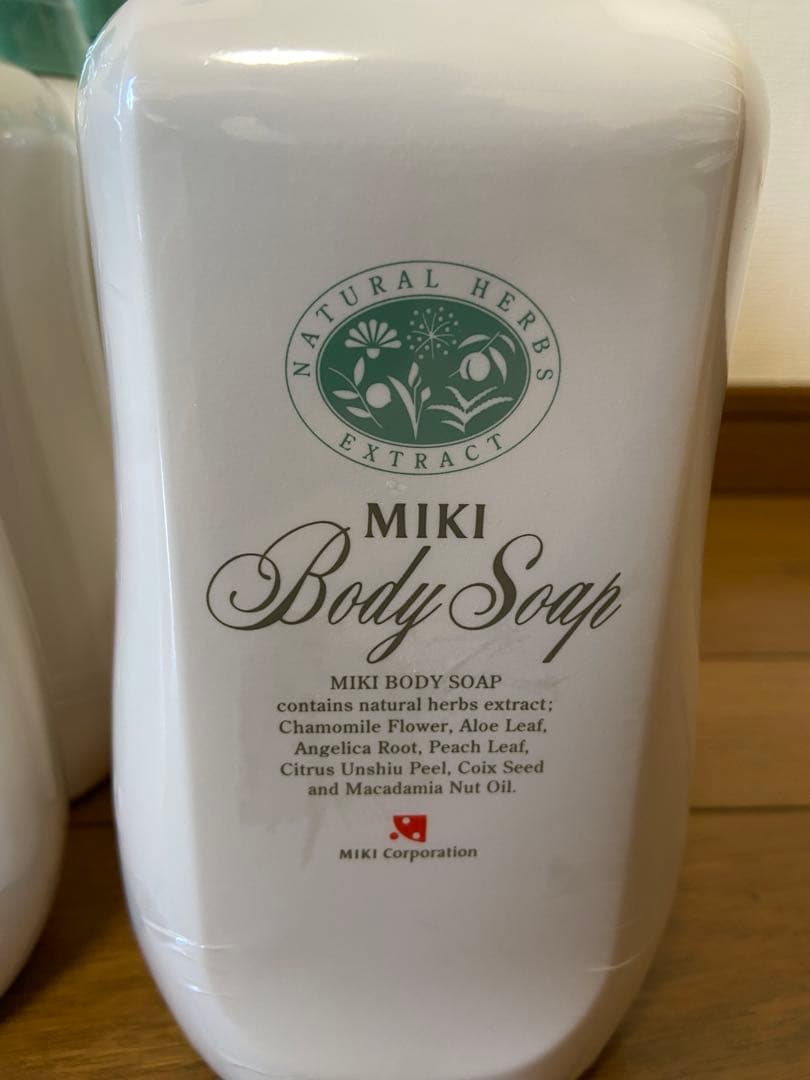 NATURAL HERBS
EXTRACT
MIKI
Body Soap
MIKI BODY SOAP
contains natural herbs extract;
Chamomile Flower, Aloe Leaf,
Angelica Root, Peach Leaf,
Citrus Unshiu Peel, Coix Seed
and Macadamia Nut Oil.
MIKI Corporation